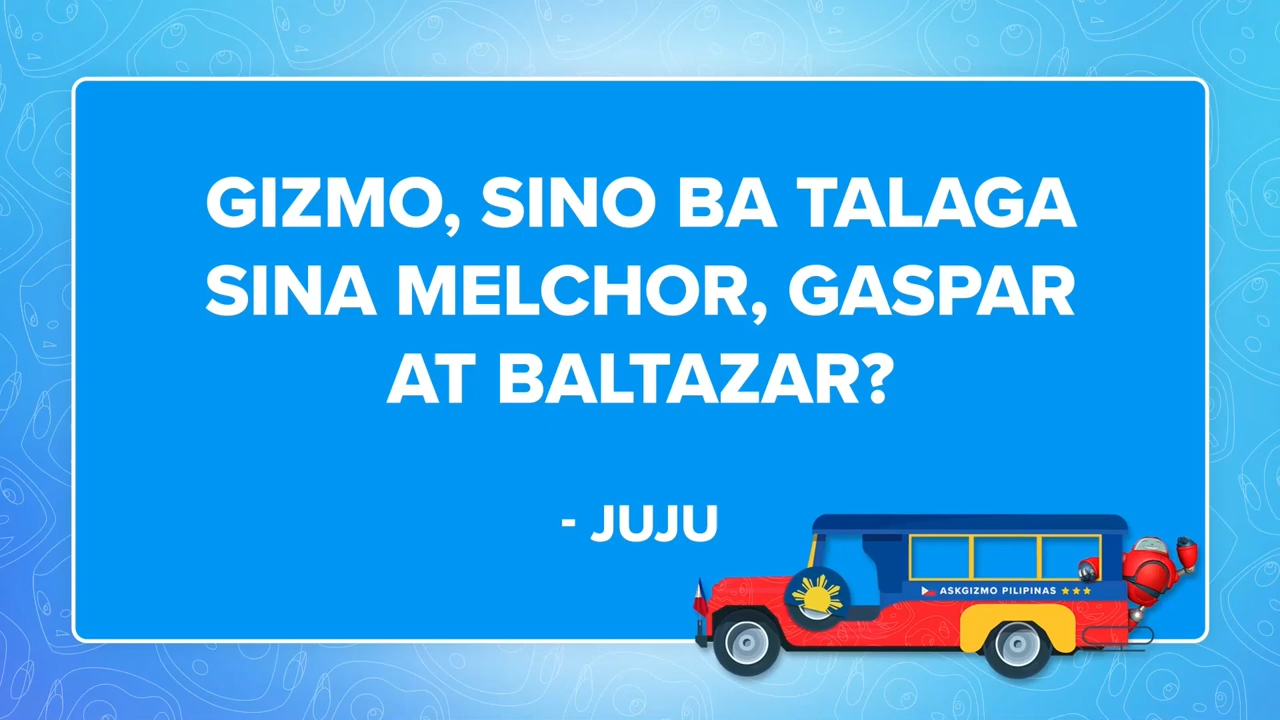 GIZMO, SINO BA TALAGA
SINA MELCHOR, GASPAR
AT BALTAZAR?
- JUJU
ASKGIZMO PILIPINAS